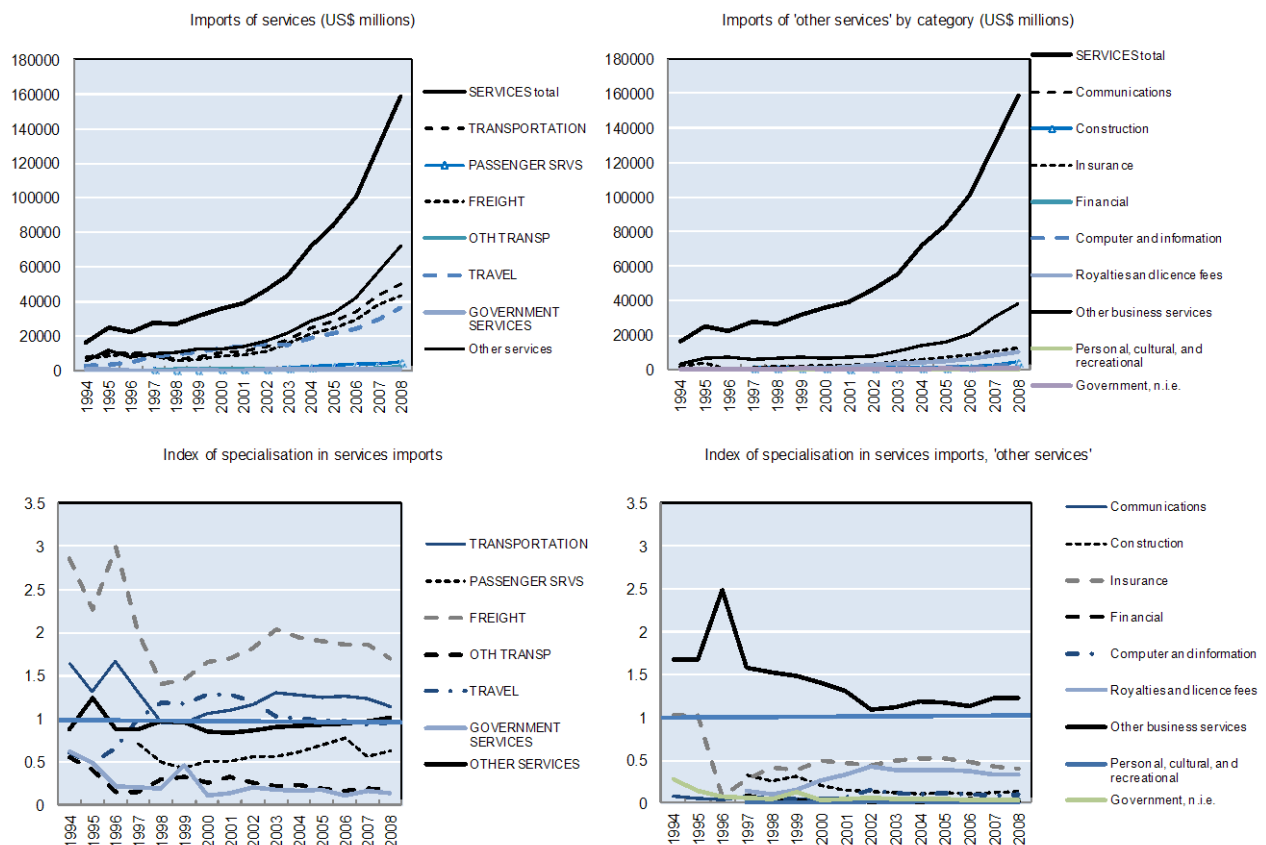 Imports of services (US$ millions)
180000
160000
140000
120000
100000
80000
60000
40000
20000
0
1994
1995
1996
1997
1998
1999
2000
2001
2002
2003
2004
2005
2006
2007
2008
SERVICES total
TRANSPORTATION
PASSENGER SRVS
FREIGHT
OTH TRANSP
TRAVEL
GOVERNMENT
SERVICES
Other services
Imports of 'other services' by category (US$ millions)
180000
160000
140000
120000
100000
80000
60000
40000
20000
0
1994
1995
1996
1997
1998
1999
2000
2001
2002
2003
2004
2005
2006
2007
2008
SERVICES total
Communications
Construction
Insurance
Financial
Computer and information
Royalties and licence fees
Other business services
Personal, cultural, and
recreational
Government, n.i.e.
Index of specialisation in services imports
3.5
3
2.5
2
1.5
1
0.5
0
1994
1995
1996
1997
1998
1999
2000
2001
2002
2003
2004
2005
2006
2007
2008
TRANSPORTATION
PASSENGER SRVS
FREIGHT
OTH TRANSP
TRAVEL
GOVERNMENT
SERVICES
OTHER SERVICES
Index of specialisation in services imports, 'other services'
3.5
3
2.5
2
1.5
1
0.5
0
1994
1995
1996
1997
1998
1999
2000
2001
2002
2003
2004
2005
2006
2007
2008
Communications
Construction
Insurance
Financial
Computer and information
Royalties and licence fees
Other business services
Personal, cultural, and
recreational
Government, n.i.e.